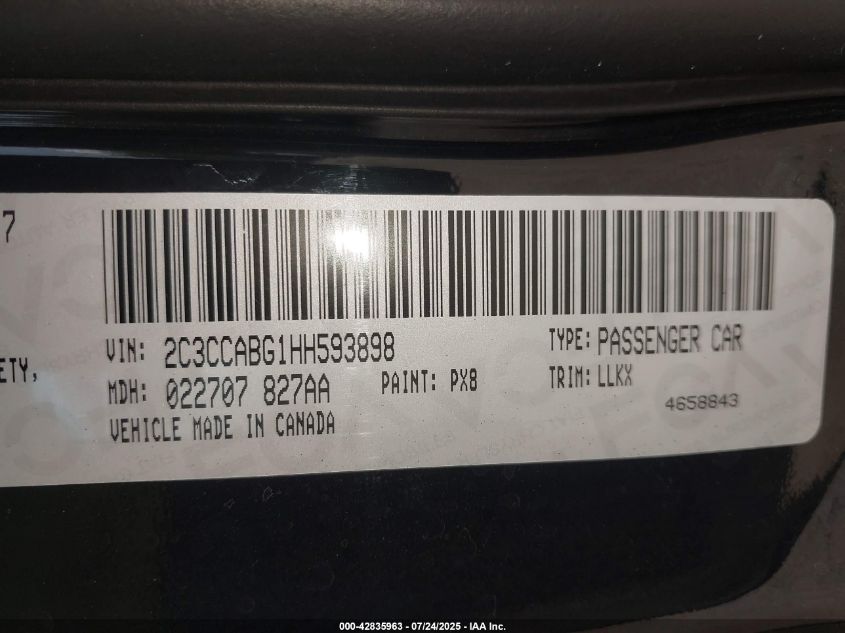 7
VIN: 2C3CCABG1HH593898 TYPE: PASSENGER CAR
ETY,
MDH: 022707 827AA PAINT: PX8 TRIM: LLKX
4658843
VEHICLE MADE IN CANADA
000-42835963 - 07/24/2025 - IAA Inc.